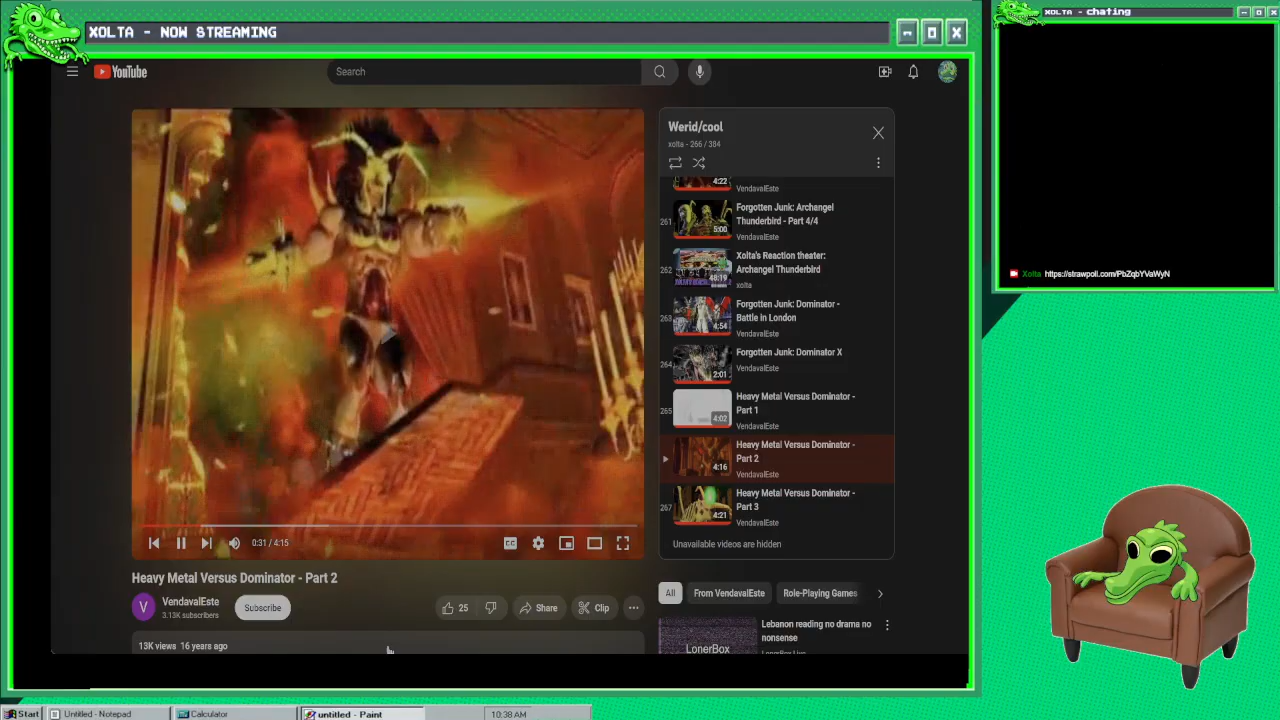 XOLTA - NOW STREAMING
XOLTA - chating
YouTube
Search
Werid/cool
xolta - 266 / 384
4:22
VendavalEste
261
Forgotten Junk: Archangel
Thunderbird - Part 4/4
5:00
VendavalEste
262
Xolta's Reaction theater:
Archangel Thunderbird
48:19
xolta
263
Forgotten Junk: Dominator -
Battle in London
4:54
VendavalEste
264
Forgotten Junk: Dominator X
2:01
VendavalEste
265
Heavy Metal Versus Dominator -
Part 1
4:02
VendavalEste
Heavy Metal Versus Dominator -
Part 2
4:16
VendavalEste
267
Heavy Metal Versus Dominator -
Part 3
4:21
VendavalEste
Unavailable videos are hidden
0:31 / 4:15
CC
Heavy Metal Versus Dominator - Part 2
V
VendavalEste
3.13K subscribers
Subscribe
25
Share
Clip
13K views 16 years ago
All
From VendavalEste
Role-Playing Games
Lebanon reading no drama no
nonsense
LonerBox Live
LonerBox
Xolta https://strawpoll.com/PbZqbYVaWyN
Start
Untitled - Notepad
Calculator
untitled - Paint
10:38 AM